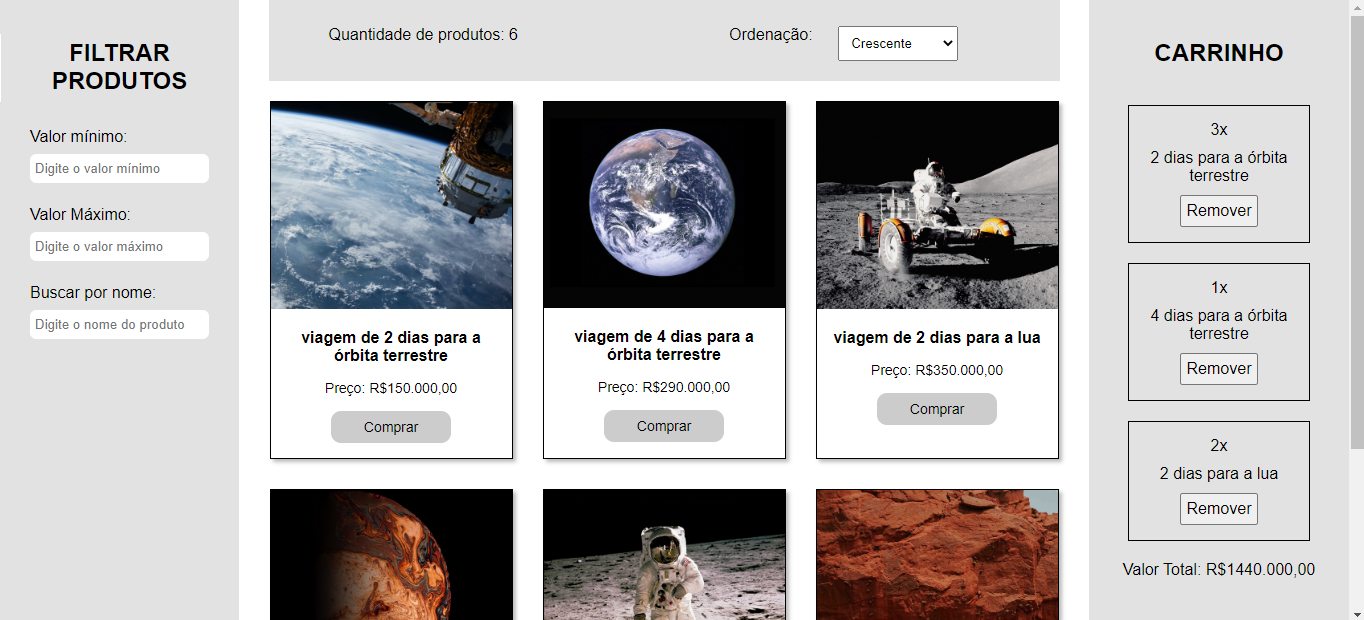 FILTRAR
PRODUTOS
Valor mínimo:
Digite o valor mínimo
Valor Máximo:
Digite o valor máximo
Buscar por nome:
Digite o nome do produto
Quantidade de produtos: 6
Ordenação:
Crescente
viagem de 2 dias para a
órbita terrestre
Preço: R$150.000,00
Comprar
viagem de 4 dias para a
órbita terrestre
Preço: R$290.000,00
Comprar
viagem de 2 dias para a lua
Preço: R$350.000,00
Comprar
CARRINHO
3x
2 dias para a órbita
terrestre
Remover
1x
4 dias para a órbita
terrestre
Remover
2x
2 dias para a lua
Remover
Valor Total: R$1440.000,00